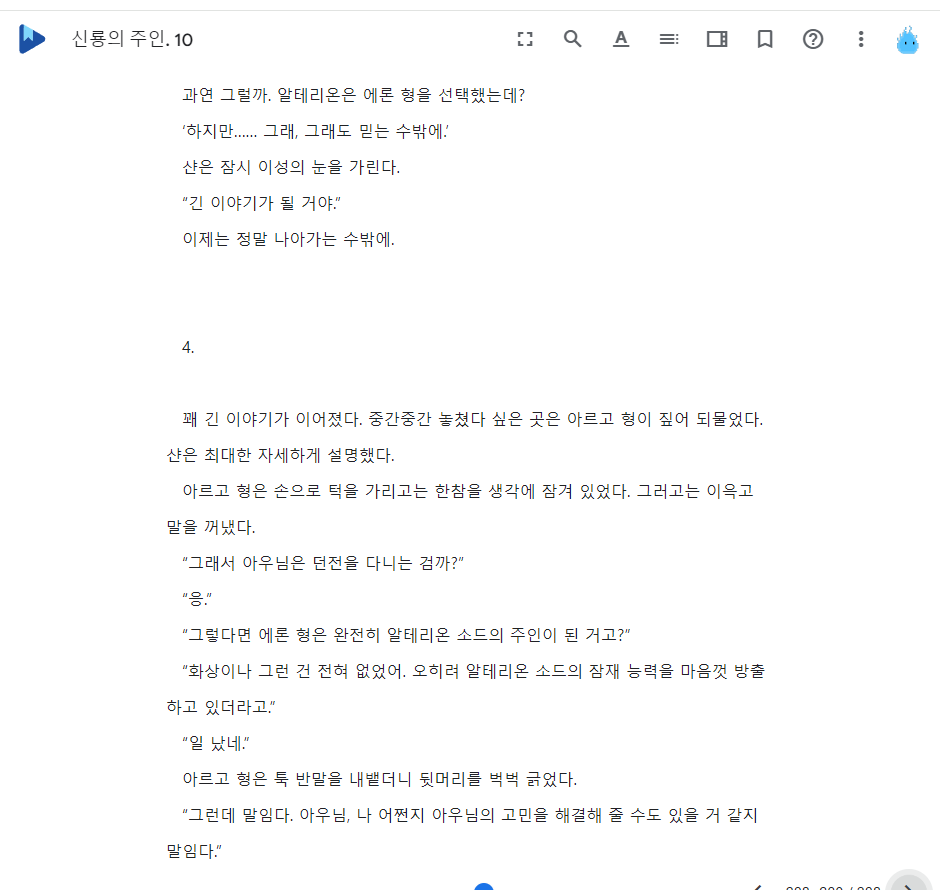 신룡의 주인. 10
과연 그럴까. 알테리온은 에론 형을 선택했는데?
‘하지만…… 그래, 그래도 믿는 수밖에.’
샨은 잠시 이성의 눈을 가린다.
“긴 이야기가 될 거야.”
이제는 정말 나아가는 수밖에.
4.
꽤 긴 이야기가 이어졌다. 중간중간 놓쳤다 싶은 곳은 아르고 형이 짚어 되물었다.
샨은 최대한 자세하게 설명했다.
아르고 형은 손으로 턱을 가리고는 한참을 생각에 잠겨 있었다. 그러고는 이윽고
말을 꺼냈다.
“그래서 아우님은 던전을 다니는 검까?”
“응.”
“그렇다면 에론 형은 완전히 알테리온 소드의 주인이 된 거고?”
“화상이나 그런 건 전혀 없었어. 오히려 알테리온 소드의 잠재 능력을 마음껏 방출
하고 있더라고.”
“일 났네.”
아르고 형은 툭 반말을 내뱉더니 뒷머리를 벅벅 긁었다.
“그런데 말임다. 아우님, 나 어쩐지 아우님의 고민을 해결해 줄 수도 있을 거 같지
말임다.”